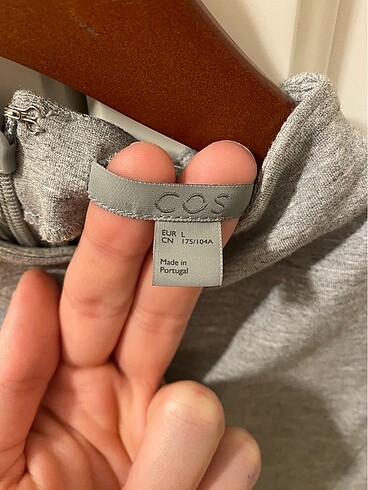 COS
EUR L
CN 175/104A
Made in
Portugal